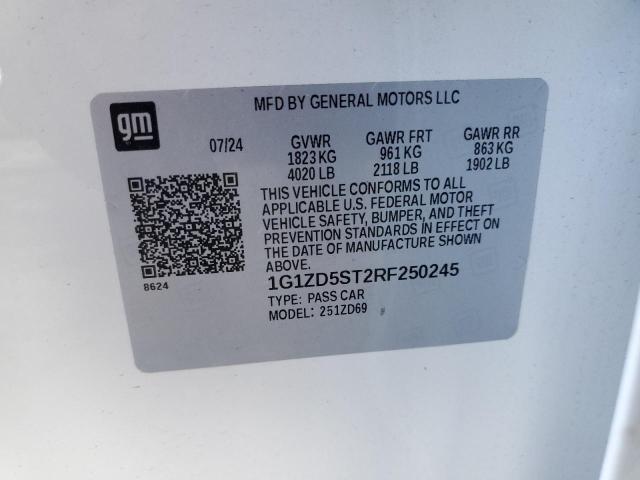 MFD BY GENERAL MOTORS LLC
gm
07/24 GVWR GAWR FRT GAWR RR
1823 KG 961 KG 863 KG
4020 LB 2118 LB 1902 LB
THIS VEHICLE CONFORMS TO ALL
APPLICABLE U.S. FEDERAL MOTOR
VEHICLE SAFETY, BUMPER, AND THEFT
PREVENTION STANDARDS IN EFFECT ON
THE DATE OF MANUFACTURE SHOWN
ABOVE.
8624
1G1ZD5ST2RF250245
TYPE: PASS CAR
MODEL: 251ZD69